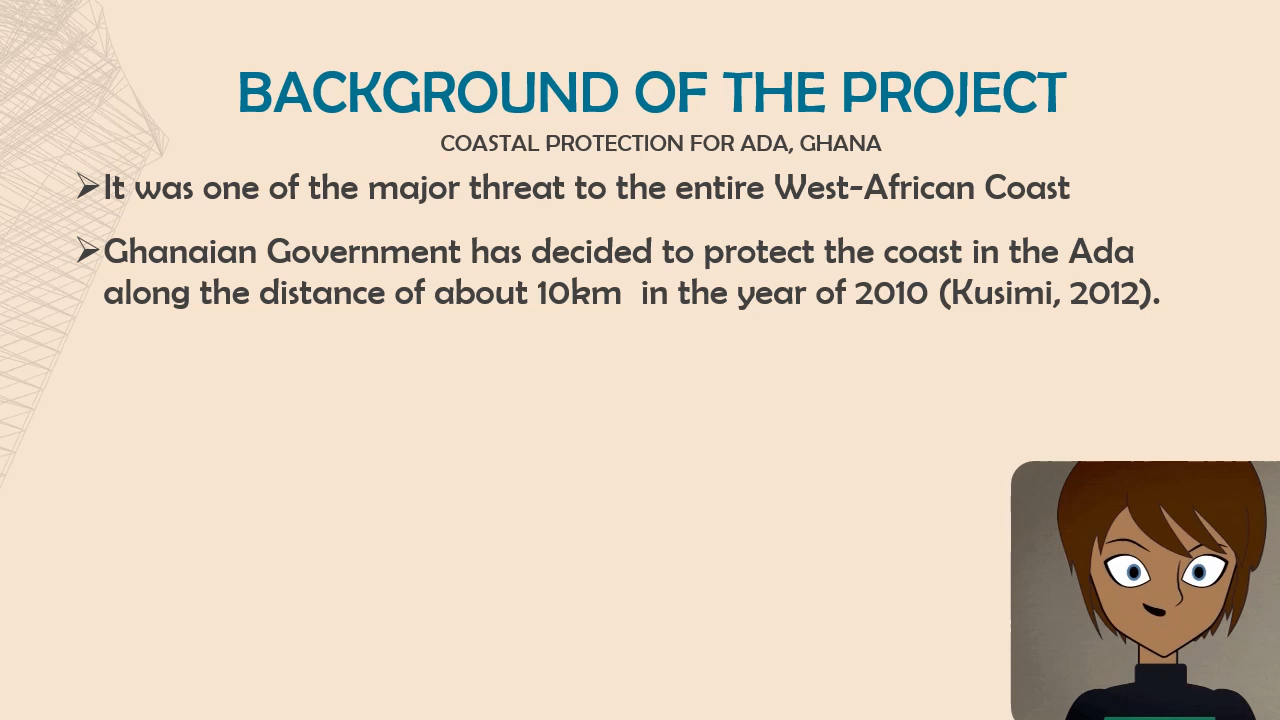 BACKGROUND OF THE PROJECT
COASTAL PROTECTION FOR ADA, GHANA
➢It was one of the major threat to the entire West-African Coast
➢Ghanaian Government has decided to protect the coast in the Ada
along the distance of about 10km  in the year of 2010 (Kusimi, 2012).